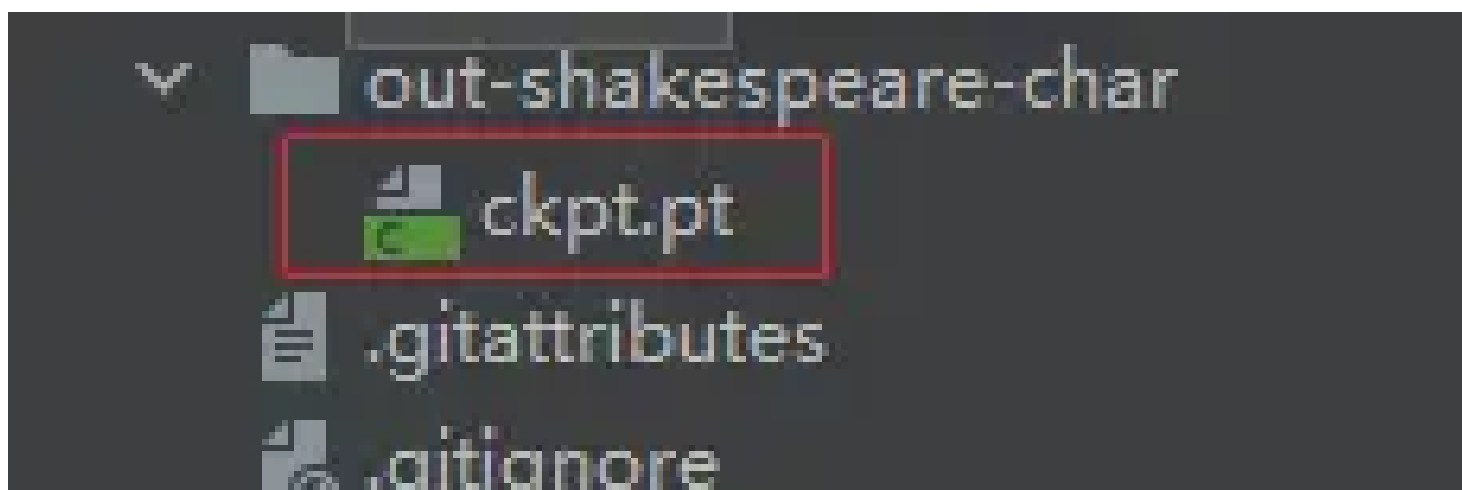 out-shakespeare-char
C
ckpt.pt
.gitattributes
.gitignore